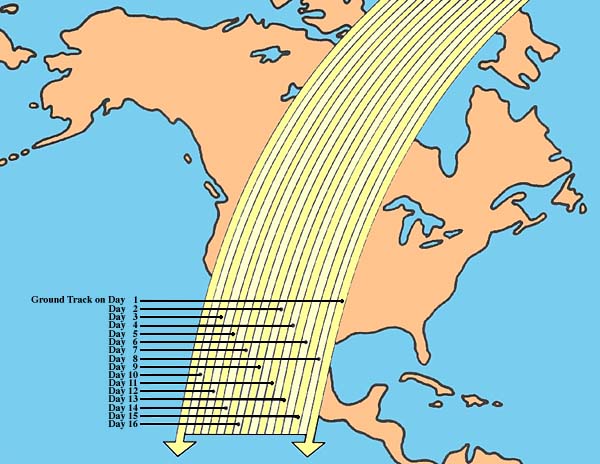 Ground Track on Day 1
Day 2
Day 3
Day 4
Day 5
Day 6
Day 7
Day 8
Day 9
Day 10
Day 11
Day 12
Day 13
Day 14
Day 15
Day 16